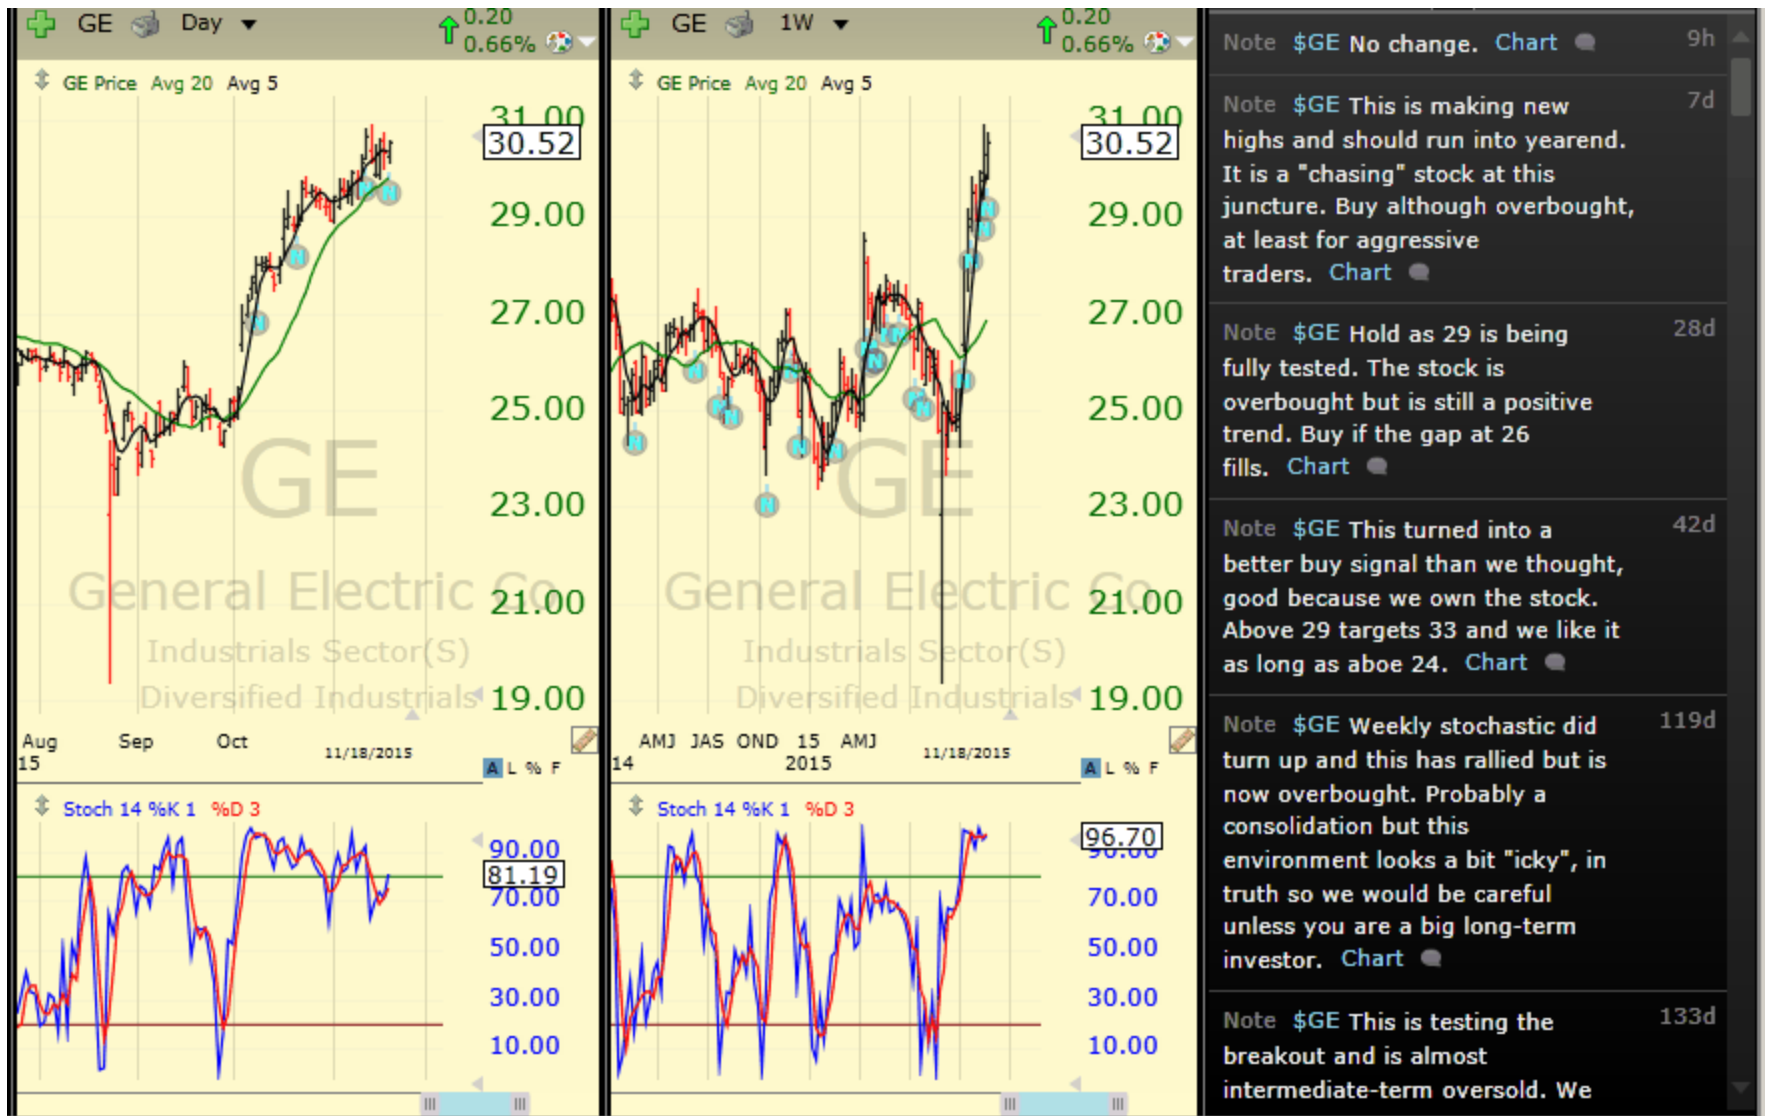 GE Day 0.20
0.66%
GE Price Avg 20 Avg 5
31.00
30.52
29.00
27.00
25.00
23.00
21.00
19.00
GE
General Electric Co
Industrials Sector(S)
Diversified Industrials
N N N N
Aug Sep Oct 11/18/2015
15
A L % F
Stoch 14 %K 1 %D 3
90.00
81.19
70.00
50.00
30.00
10.00
GE 1W 0.20
0.66%
GE Price Avg 20 Avg 5
31.00
30.52
29.00
27.00
25.00
23.00
21.00
19.00
GE
General Electric Co
Industrials Sector(S)
Diversified Industrials
AMJ JAS OND 15 AMJ 11/18/2015
14 2015
A L % F
Stoch 14 %K 1 %D 3
96.70
90.00
70.00
50.00
30.00
10.00
Note $GE No change. Chart 9h
Note $GE This is making new 7d
highs and should run into yearend.
It is a "chasing" stock at this
juncture. Buy although overbought,
at least for aggressive
traders. Chart
Note $GE Hold as 29 is being 28d
fully tested. The stock is
overbought but is still a positive
trend. Buy if the gap at 26
fills. Chart
Note $GE This turned into a 42d
better buy signal than we thought,
good because we own the stock.
Above 29 targets 33 and we like it
as long as aboe 24. Chart
Note $GE Weekly stochastic did 119d
turn up and this has rallied but is
now overbought. Probably a
consolidation but this
environment looks a bit "icky", in
truth so we would be careful
unless you are a big long-term
investor. Chart
Note $GE This is testing the 133d
breakout and is almost
intermediate-term oversold. We